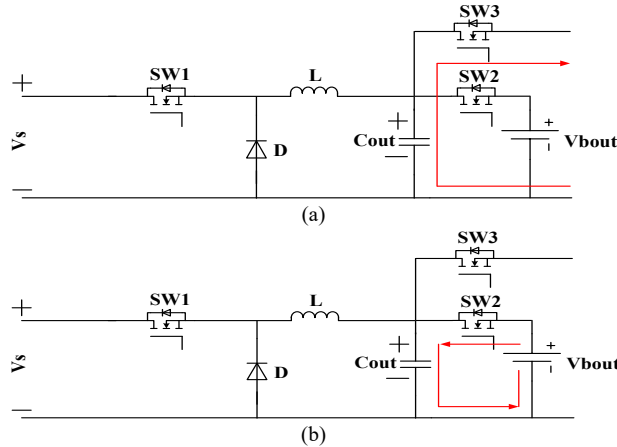 SW3
SW1
L
SW2
+
+
+
Vs
D
Cout
Vbout
(a)
SW3
SW1
L
SW2
+
+
+
Vs
D
Cout
Vbout
(b)